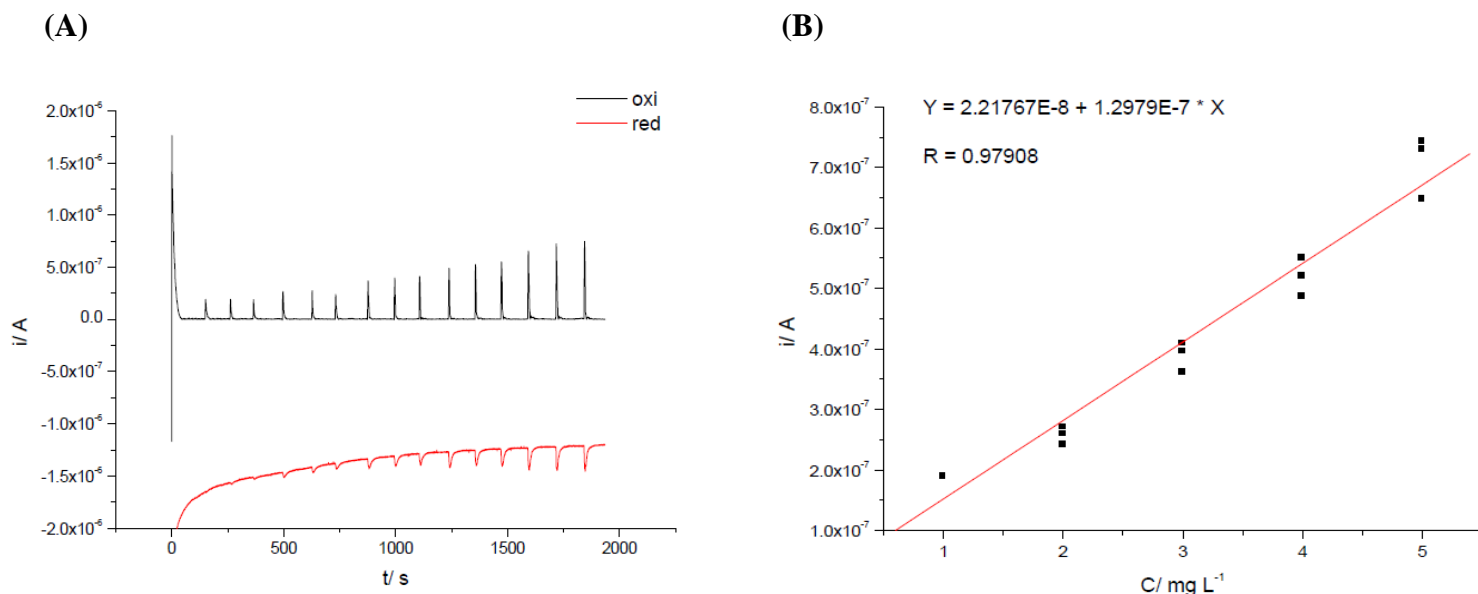 (A)
(B)
oxi
red
2.0x10⁻⁶
1.5x10⁻⁶
1.0x10⁻⁶
5.0x10⁻⁷
0.0
-5.0x10⁻⁷
-1.0x10⁻⁶
-1.5x10⁻⁶
-2.0x10⁻⁶
i/ A
0 500 1000 1500 2000
t/ s
Y = 2.21767E-8 + 1.2979E-7 * X
R = 0.97908
8.0x10⁻⁷
7.0x10⁻⁷
6.0x10⁻⁷
5.0x10⁻⁷
4.0x10⁻⁷
3.0x10⁻⁷
2.0x10⁻⁷
1.0x10⁻⁷
i/ A
1 2 3 4 5
C/ mg L⁻¹